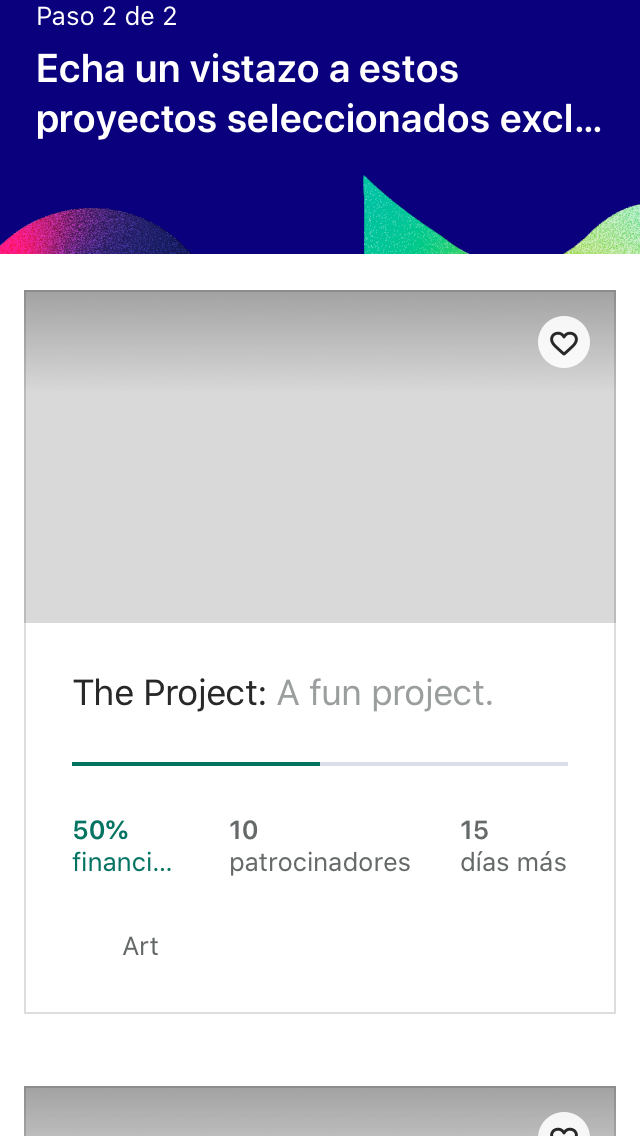 Paso 2 de 2
Echa un vistazo a estos
proyectos seleccionados excl...
The Project: A fun project.
50%
financi...
10
patrocinadores
15
días más
Art